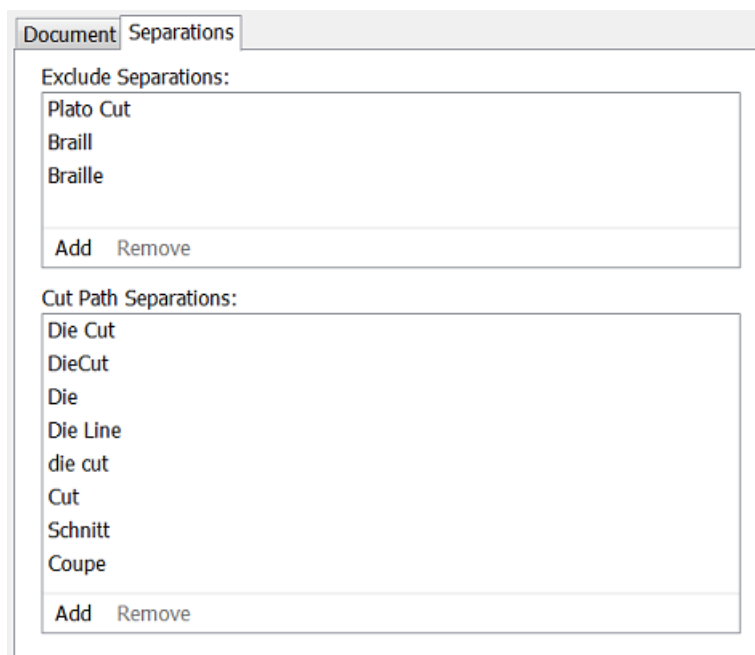 Document Separations
Exclude Separations:
Plato Cut
Braill
Braille
Add Remove
Cut Path Separations:
Die Cut
DieCut
Die
Die Line
die cut
Cut
Schnitt
Coupe
Add Remove